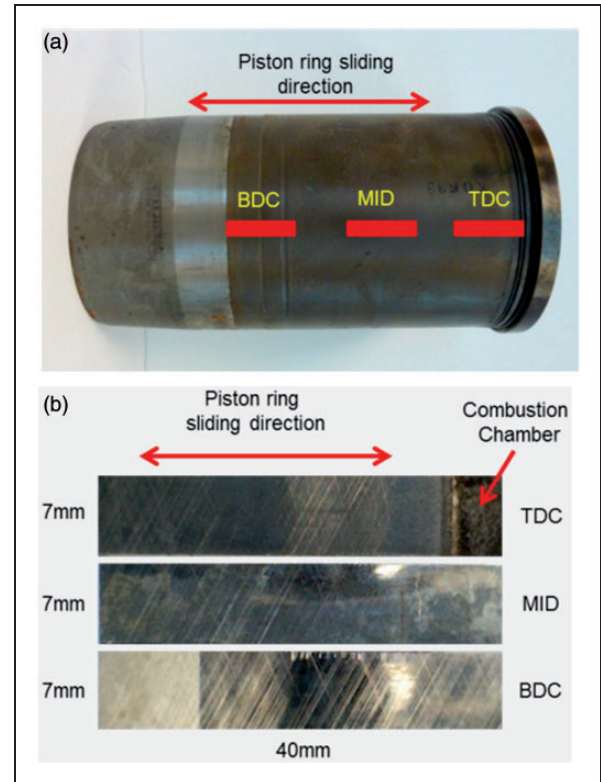 (a)
Piston ring sliding
direction
BDC
MID
TDC
(b)
Piston ring
sliding direction
Combustion
Chamber
7mm
TDC
7mm
MID
7mm
BDC
40mm